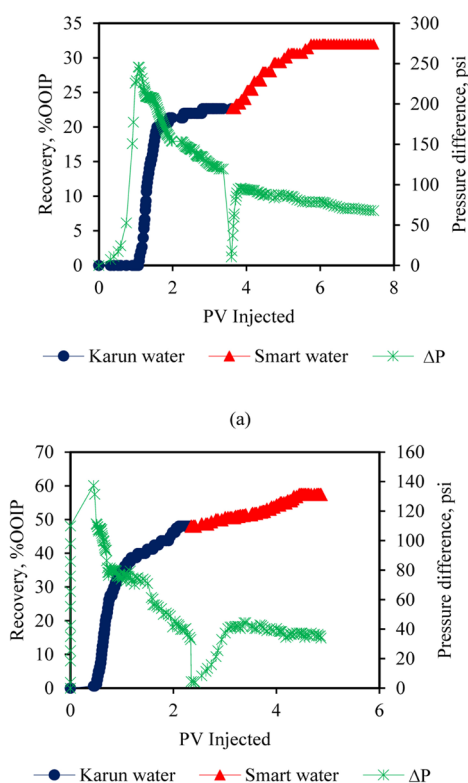 35
30
25
20
15
10
5
0
Recovery, %OOIP
300
250
200
150
100
50
0
Pressure difference, psi
0 2 4 6 8
PV Injected
Karun water Smart water ΔP
(a)
70
60
50
40
30
20
10
0
Recovery, %OOIP
160
140
120
100
80
60
40
20
0
Pressure difference, psi
0 2 4 6
PV Injected
Karun water Smart water ΔP